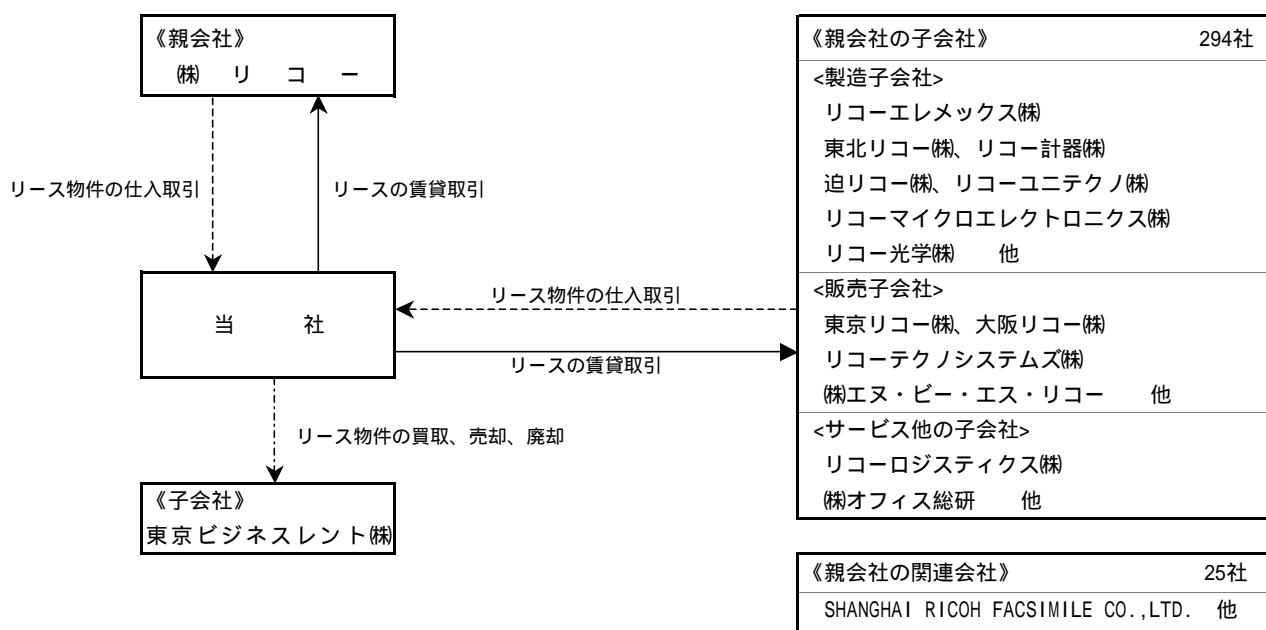 《親会社》
㈱リコー
リース物件の仕入取引
リースの賃貸取引
当社
リース物件の買取、売却、廃却
《子会社》
東京ビジネスレント㈱
リース物件の仕入取引
リースの賃貸取引
《親会社の子会社》 294社
<製造子会社>
リコーエレメックス㈱
東北リコー㈱、リコー計器㈱
迫リコー㈱、リコーユニテクノ㈱
リコーマイクロエレクトロニクス㈱
リコー光学㈱ 他
<販売子会社>
東京リコー㈱、大阪リコー㈱
リコーテクノシステムズ㈱
㈱エヌ・ビー・エス・リコー 他
<サービス他の子会社>
リコーロジスティクス㈱
㈱オフィス総研 他
《親会社の関連会社》 25社
SHANGHAI RICOH FACSIMILE CO.,LTD. 他